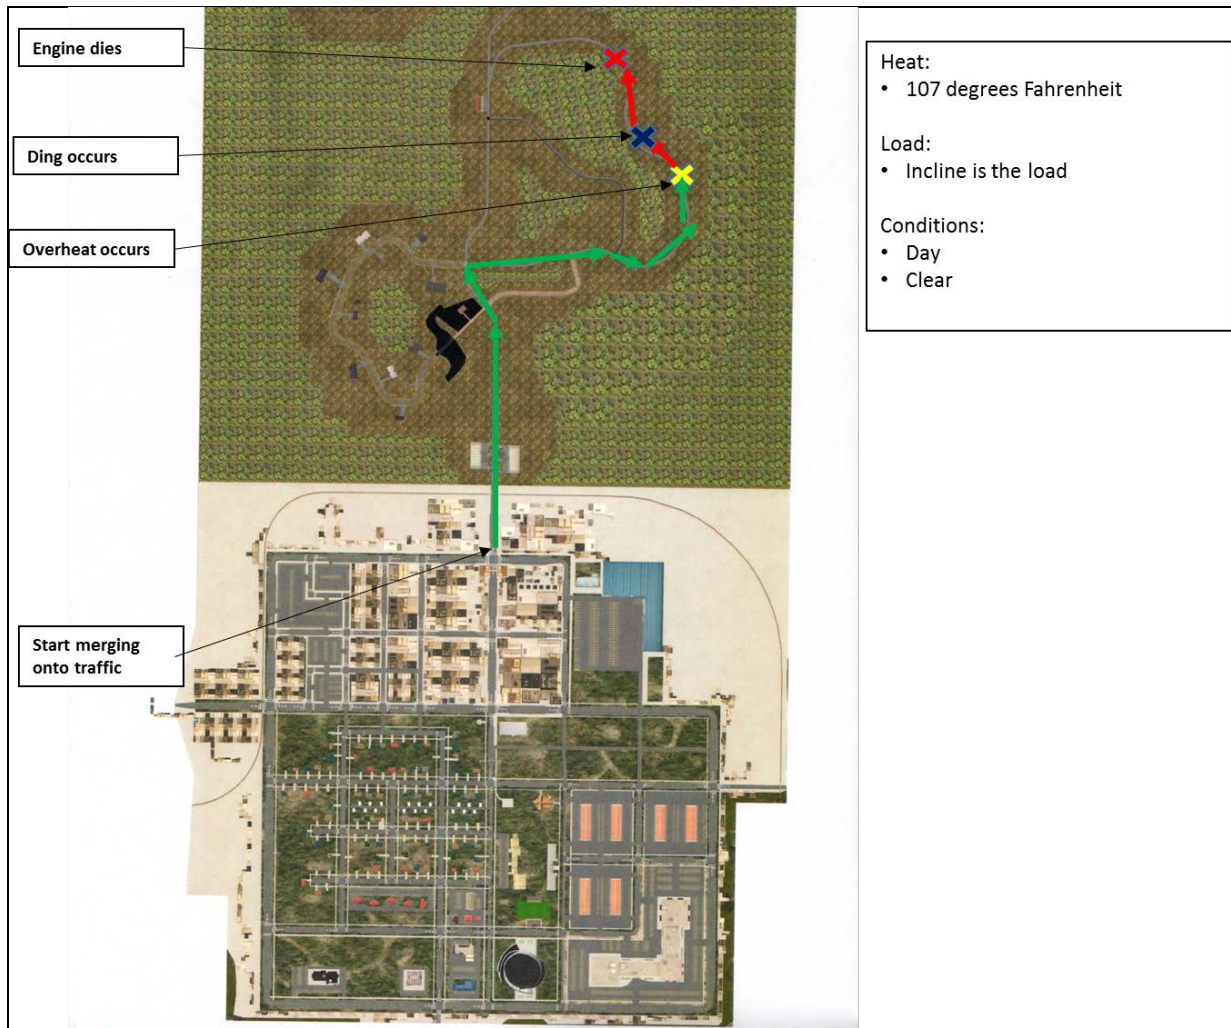 Engine dies
Ding occurs
Overheat occurs
Start merging
onto traffic
Heat:
• 107 degrees Fahrenheit
Load:
• Incline is the load
Conditions:
• Day
• Clear